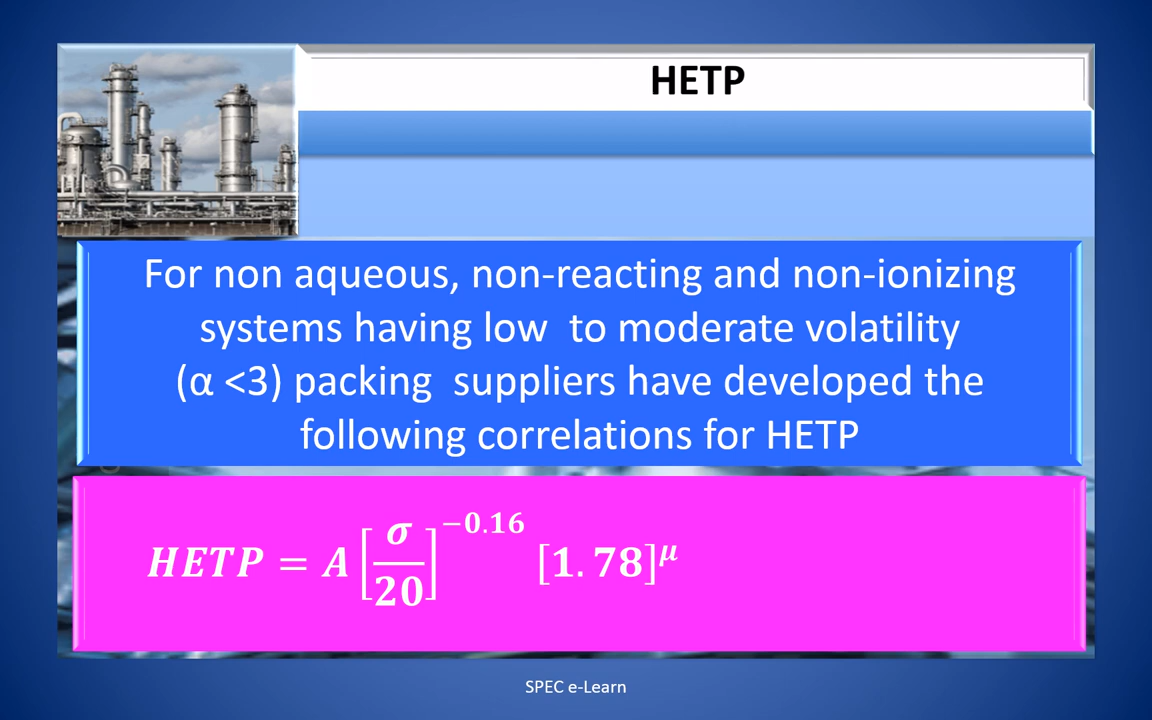 HETP
For non aqueous, non-reacting and non-ionizing
systems having low  to moderate volatility
(α <3) packing  suppliers have developed the
following correlations for HETP
HETP = A [σ/20]^{-0.16} [1.78]^μ
SPEC e-Learn